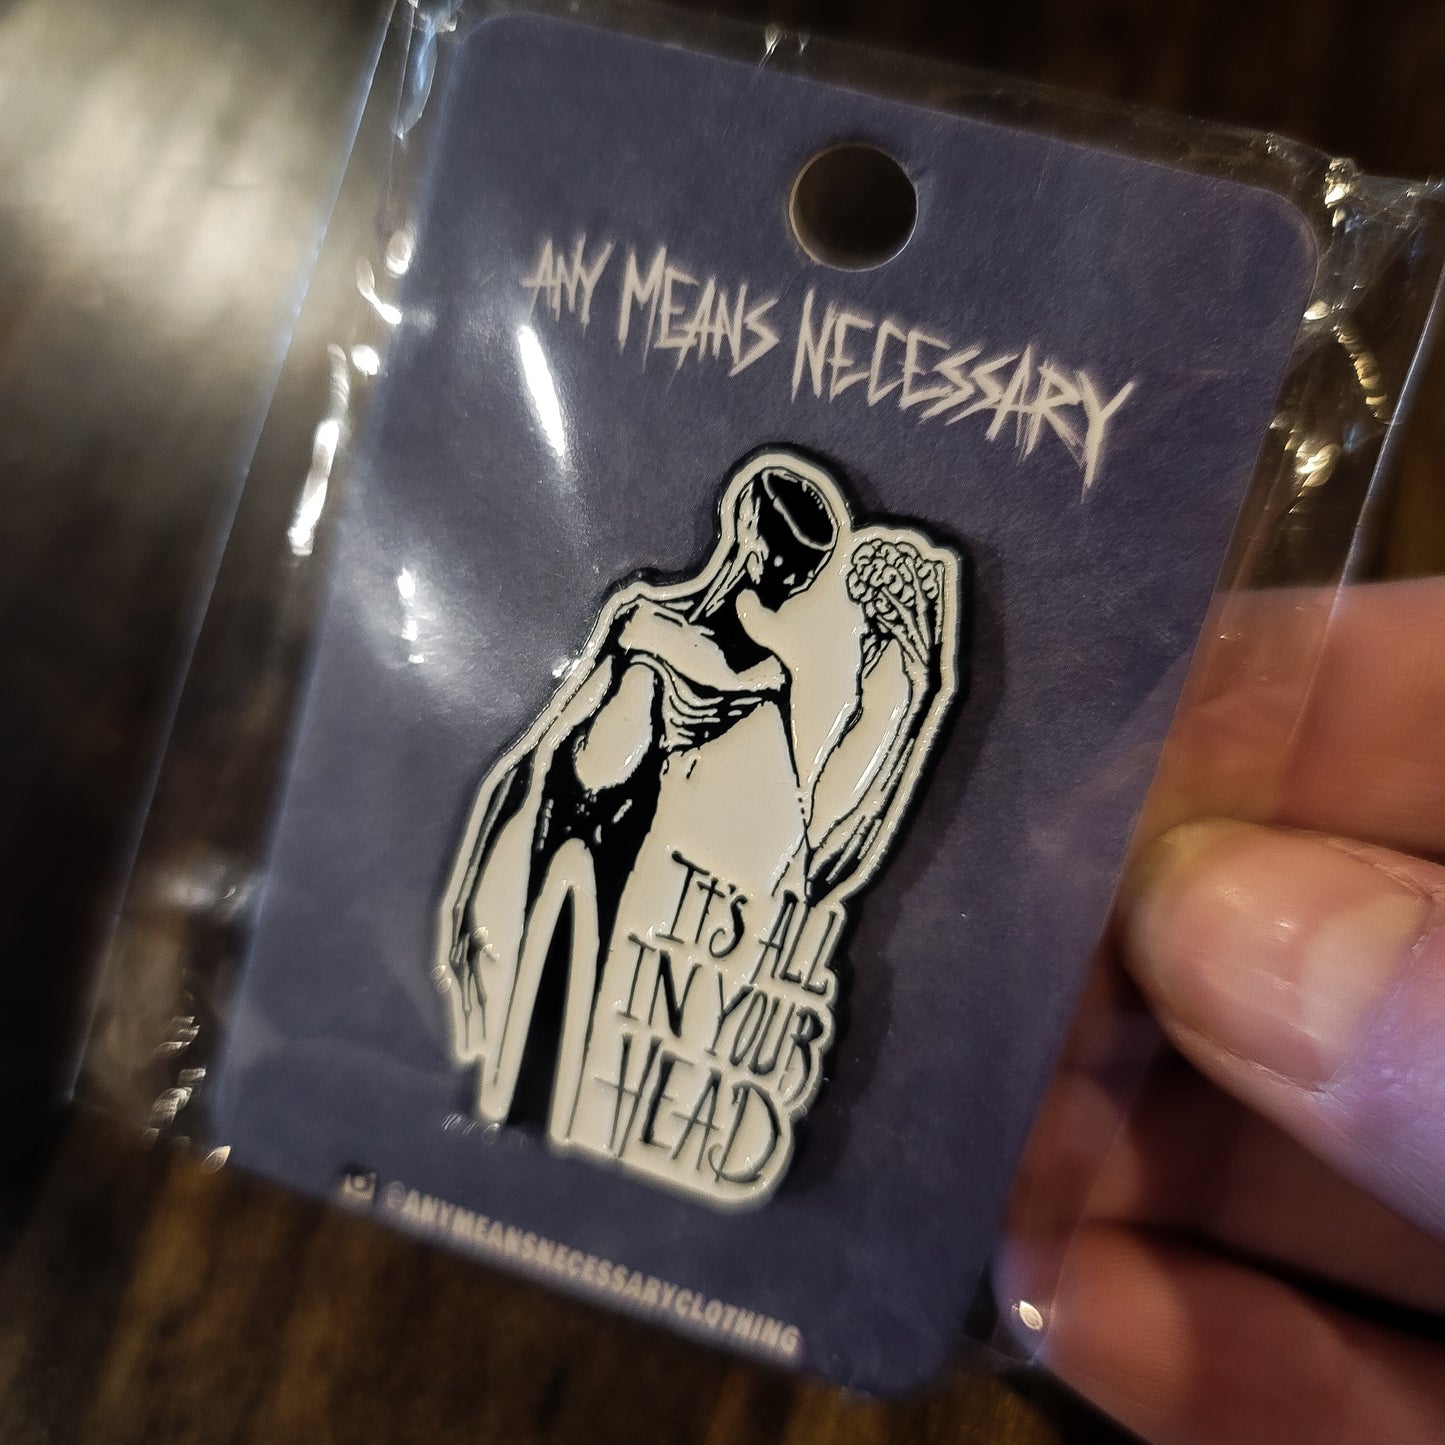 ANY MEANS NECESSARY
IT'S ALL
IN YOUR
HEAD
@ANYMEANSNECESSARYCLOTHING